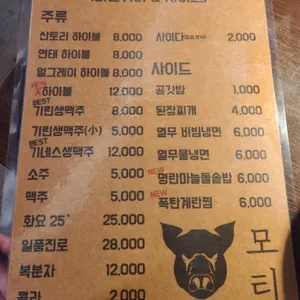 주류
산토리 하이볼 8,000
연태 하이볼 8,000
얼그레이 하이볼 8,000
NEW
X하이볼 12,000
BEST
기린생맥주 8,000
기린생맥주(小) 5,000
BEST
기네스생맥주 12,000
소주 5,000
맥주 5,000
화요 25° 25,000
일품진로 28,000
복분자 12,000
콜라 2,000
사이다 2,000
사이드
공깃밥 1,000
된장찌개 4,000
열무 비빔냉면 6,000
열무물냉면 6,000
NEW
명란마늘돌솥밥 6,000
NEW
폭탄계란찜 6,000
모티